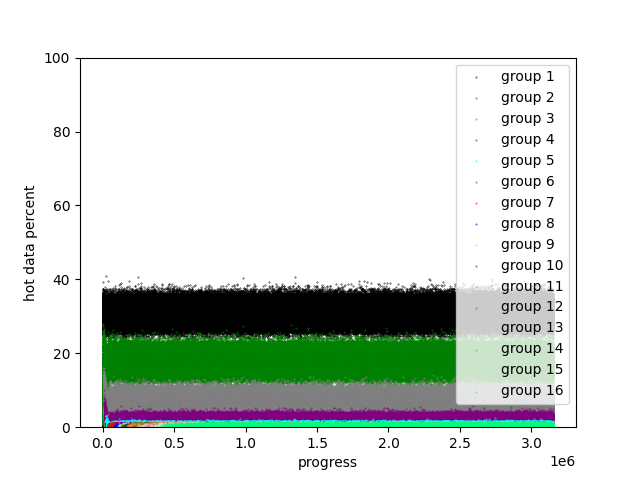 100
80
60
40
20
0
hot data percent
0.0 0.5 1.0 1.5 2.0 2.5 3.0
1e6
progress
group 1
group 2
group 3
group 4
group 5
group 6
group 7
group 8
group 9
group 10
group 11
group 12
group 13
group 14
group 15
group 16